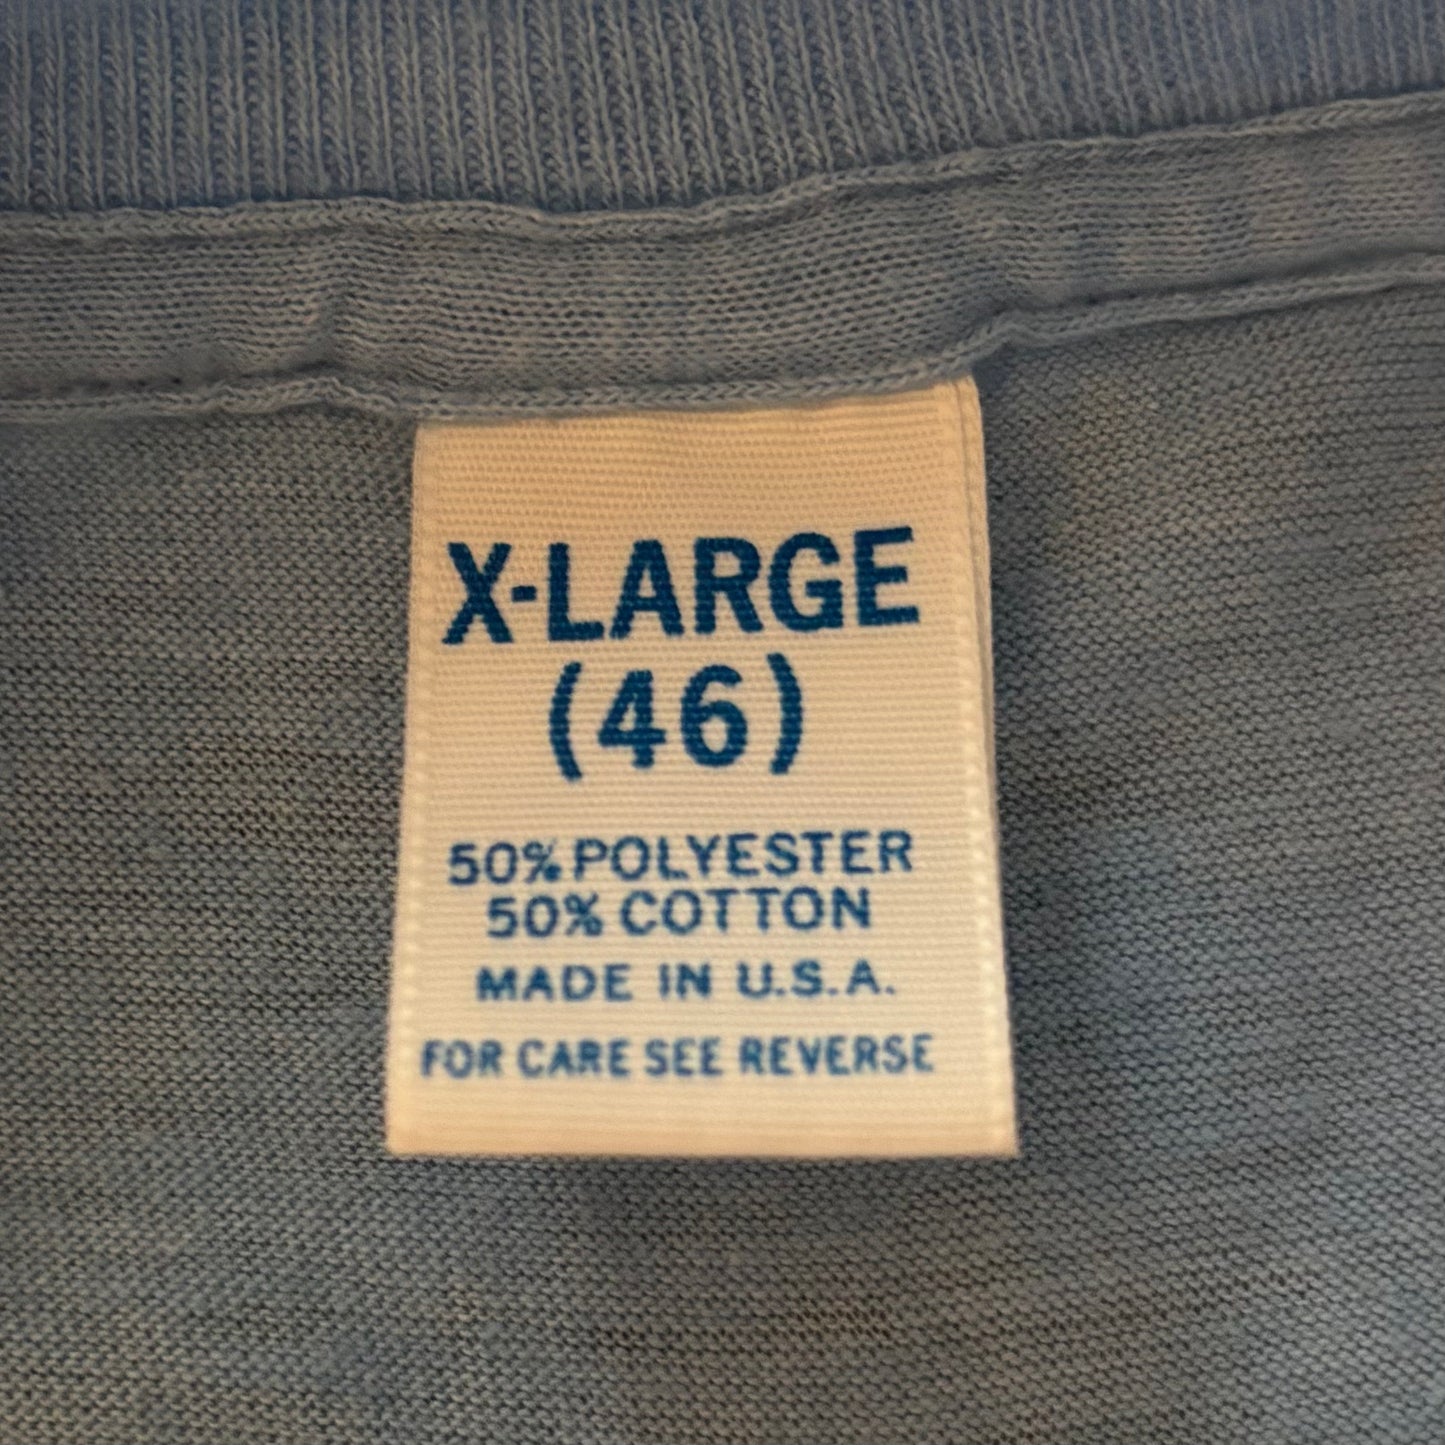 X-LARGE
(46)
50% POLYESTER
50% COTTON
MADE IN U.S.A.
FOR CARE SEE REVERSE